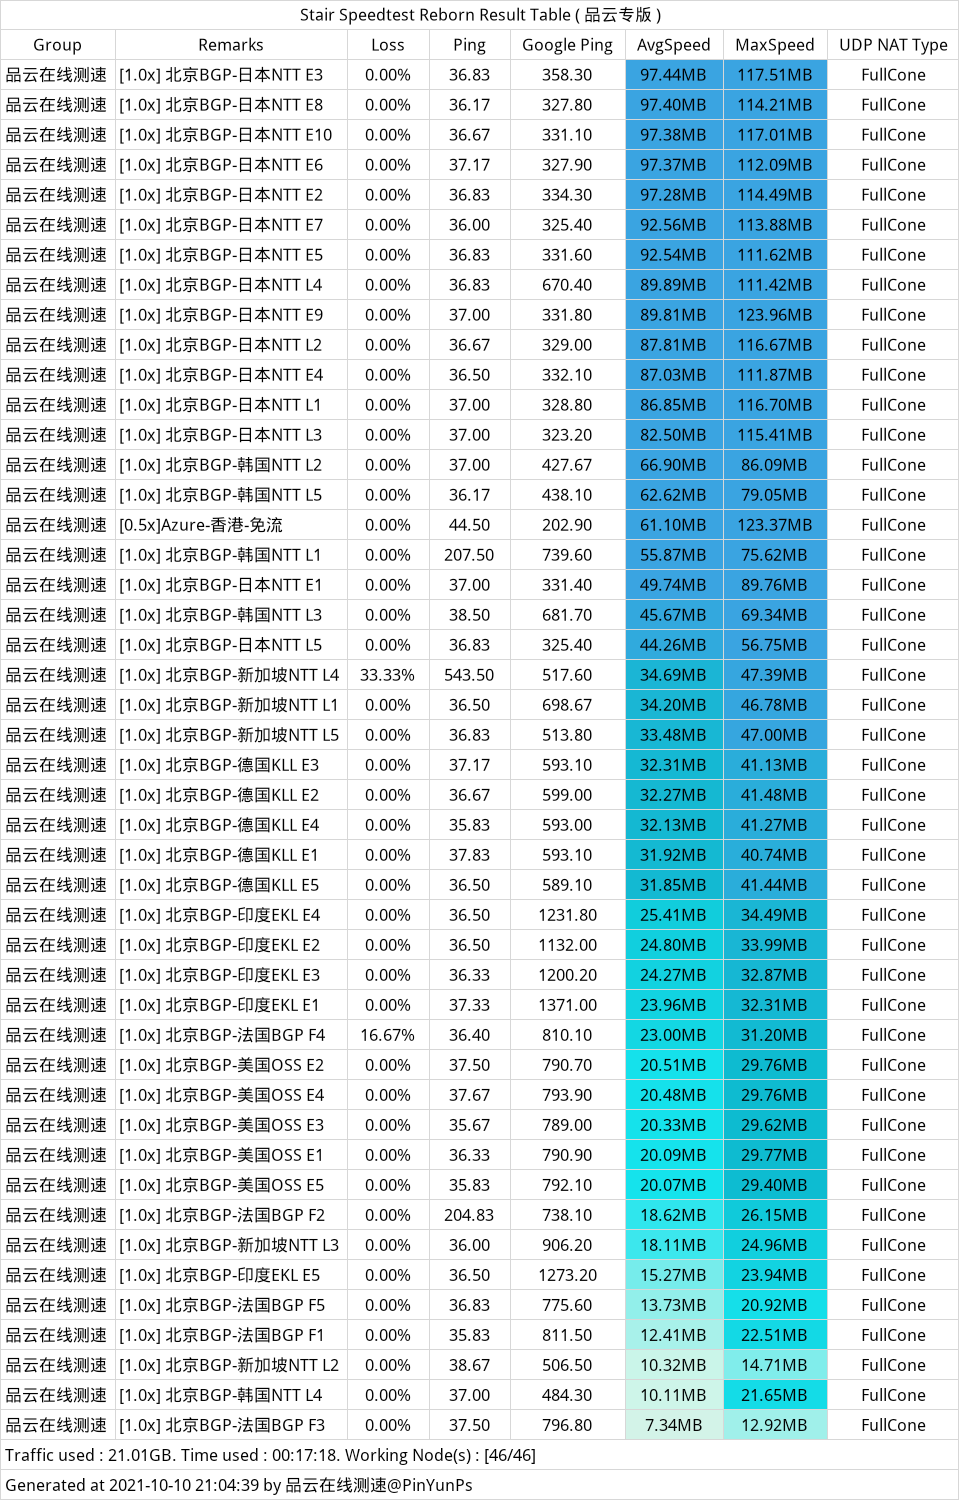 Stair Speedtest Reborn Result Table ( 品云专版 )
Group Remarks Loss Ping Google Ping AvgSpeed MaxSpeed UDP NAT Type
品云在线测速 [1.0x] 北京BGP-日本NTT E3 0.00% 36.83 358.30 97.44MB 117.51MB FullCone
品云在线测速 [1.0x] 北京BGP-日本NTT E8 0.00% 36.17 327.80 97.40MB 114.21MB FullCone
品云在线测速 [1.0x] 北京BGP-日本NTT E10 0.00% 36.67 331.10 97.38MB 117.01MB FullCone
品云在线测速 [1.0x] 北京BGP-日本NTT E6 0.00% 37.17 327.90 97.37MB 112.09MB FullCone
品云在线测速 [1.0x] 北京BGP-日本NTT E2 0.00% 36.83 334.30 97.28MB 114.49MB FullCone
品云在线测速 [1.0x] 北京BGP-日本NTT E7 0.00% 36.00 325.40 92.56MB 113.88MB FullCone
品云在线测速 [1.0x] 北京BGP-日本NTT E5 0.00% 36.83 331.60 92.54MB 111.62MB FullCone
品云在线测速 [1.0x] 北京BGP-日本NTT L4 0.00% 36.83 670.40 89.89MB 111.42MB FullCone
品云在线测速 [1.0x] 北京BGP-日本NTT E9 0.00% 37.00 331.80 89.81MB 123.96MB FullCone
品云在线测速 [1.0x] 北京BGP-日本NTT L2 0.00% 36.67 329.00 87.81MB 116.67MB FullCone
品云在线测速 [1.0x] 北京BGP-日本NTT E4 0.00% 36.50 332.10 87.03MB 111.87MB FullCone
品云在线测速 [1.0x] 北京BGP-日本NTT L1 0.00% 37.00 328.80 86.85MB 116.70MB FullCone
品云在线测速 [1.0x] 北京BGP-日本NTT L3 0.00% 37.00 323.20 82.50MB 115.41MB FullCone
品云在线测速 [1.0x] 北京BGP-韩国NTT L2 0.00% 37.00 427.67 66.90MB 86.09MB FullCone
品云在线测速 [1.0x] 北京BGP-韩国NTT L5 0.00% 36.17 438.10 62.62MB 79.05MB FullCone
品云在线测速 [0.5x]Azure-香港-免流 0.00% 44.50 202.90 61.10MB 123.37MB FullCone
品云在线测速 [1.0x] 北京BGP-韩国NTT L1 0.00% 207.50 739.60 55.87MB 75.62MB FullCone
品云在线测速 [1.0x] 北京BGP-日本NTT E1 0.00% 37.00 331.40 49.74MB 89.76MB FullCone
品云在线测速 [1.0x] 北京BGP-韩国NTT L3 0.00% 38.50 681.70 45.67MB 69.34MB FullCone
品云在线测速 [1.0x] 北京BGP-日本NTT L5 0.00% 36.83 325.40 44.26MB 56.75MB FullCone
品云在线测速 [1.0x] 北京BGP-新加坡NTT L4 33.33% 543.50 517.60 34.69MB 47.39MB FullCone
品云在线测速 [1.0x] 北京BGP-新加坡NTT L1 0.00% 36.50 698.67 34.20MB 46.78MB FullCone
品云在线测速 [1.0x] 北京BGP-新加坡NTT L5 0.00% 36.83 513.80 33.48MB 47.00MB FullCone
品云在线测速 [1.0x] 北京BGP-德国KLL E3 0.00% 37.17 593.10 32.31MB 41.13MB FullCone
品云在线测速 [1.0x] 北京BGP-德国KLL E2 0.00% 36.67 599.00 32.27MB 41.48MB FullCone
品云在线测速 [1.0x] 北京BGP-德国KLL E4 0.00% 35.83 593.00 32.13MB 41.27MB FullCone
品云在线测速 [1.0x] 北京BGP-德国KLL E1 0.00% 37.83 593.10 31.92MB 40.74MB FullCone
品云在线测速 [1.0x] 北京BGP-德国KLL E5 0.00% 36.50 589.10 31.85MB 41.44MB FullCone
品云在线测速 [1.0x] 北京BGP-印度EKL E4 0.00% 36.50 1231.80 25.41MB 34.49MB FullCone
品云在线测速 [1.0x] 北京BGP-印度EKL E2 0.00% 36.50 1132.00 24.80MB 33.99MB FullCone
品云在线测速 [1.0x] 北京BGP-印度EKL E3 0.00% 36.33 1200.20 24.27MB 32.87MB FullCone
品云在线测速 [1.0x] 北京BGP-印度EKL E1 0.00% 37.33 1371.00 23.96MB 32.31MB FullCone
品云在线测速 [1.0x] 北京BGP-法国BGP F4 16.67% 36.40 810.10 23.00MB 31.20MB FullCone
品云在线测速 [1.0x] 北京BGP-美国OSS E2 0.00% 37.50 790.70 20.51MB 29.76MB FullCone
品云在线测速 [1.0x] 北京BGP-美国OSS E4 0.00% 37.67 793.90 20.48MB 29.76MB FullCone
品云在线测速 [1.0x] 北京BGP-美国OSS E3 0.00% 35.67 789.00 20.33MB 29.62MB FullCone
品云在线测速 [1.0x] 北京BGP-美国OSS E1 0.00% 36.33 790.90 20.09MB 29.77MB FullCone
品云在线测速 [1.0x] 北京BGP-美国OSS E5 0.00% 35.83 792.10 20.07MB 29.40MB FullCone
品云在线测速 [1.0x] 北京BGP-法国BGP F2 0.00% 204.83 738.10 18.62MB 26.15MB FullCone
品云在线测速 [1.0x] 北京BGP-新加坡NTT L3 0.00% 36.00 906.20 18.11MB 24.96MB FullCone
品云在线测速 [1.0x] 北京BGP-印度EKL E5 0.00% 36.50 1273.20 15.27MB 23.94MB FullCone
品云在线测速 [1.0x] 北京BGP-法国BGP F5 0.00% 36.83 775.60 13.73MB 20.92MB FullCone
品云在线测速 [1.0x] 北京BGP-法国BGP F1 0.00% 35.83 811.50 12.41MB 22.51MB FullCone
品云在线测速 [1.0x] 北京BGP-新加坡NTT L2 0.00% 38.67 506.50 10.32MB 14.71MB FullCone
品云在线测速 [1.0x] 北京BGP-韩国NTT L4 0.00% 37.00 484.30 10.11MB 21.65MB FullCone
品云在线测速 [1.0x] 北京BGP-法国BGP F3 0.00% 37.50 796.80 7.34MB 12.92MB FullCone
Traffic used : 21.01GB. Time used : 00:17:18. Working Node(s) : [46/46]
Generated at 2021-10-10 21:04:39 by 品云在线测速@PinYunPs